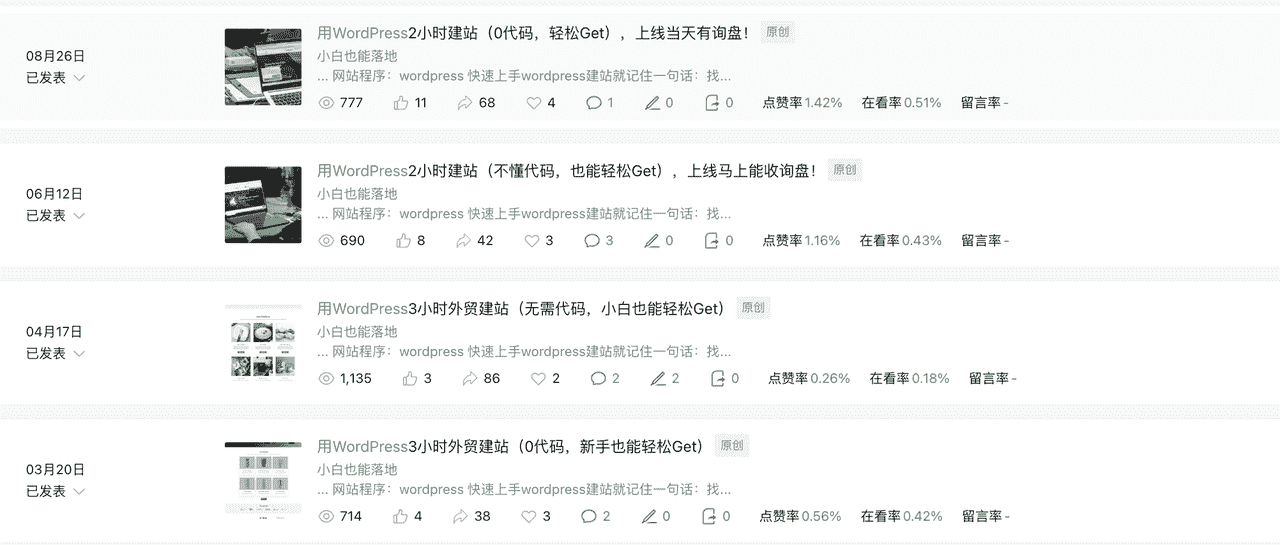 用WordPress2小时建站（0代码，轻松Get），上线当天有询盘！ 原创
08月26日
小白也能落地
已发表
... 网站程序：wordpress 快速上手wordpress建站就记住一句话：找...
777 11 68 4 1 0 0 点赞率1.42% 在看率0.51% 留言率-
用WordPress2小时建站（不懂代码，也能轻松Get），上线马上能收询盘！ 原创
06月12日
小白也能落地
已发表
... 网站程序：wordpress 快速上手wordpress建站就记住一句话：找...
690 8 42 3 3 0 0 点赞率1.16% 在看率0.43% 留言率-
用WordPress3小时外贸建站（无需代码，小白也能轻松Get） 原创
04月17日
小白也能落地
已发表
... 网站程序：wordpress 快速上手wordpress建站就记住一句话：找...
1,135 3 86 2 2 2 0 点赞率0.26% 在看率0.18% 留言率-
用WordPress3小时外贸建站（0代码，新手也能轻松Get） 原创
03月20日
小白也能落地
已发表
... 网站程序：wordpress 快速上手wordpress建站就记住一句话：找...
714 4 38 3 2 0 0 点赞率0.56% 在看率0.42% 留言率-